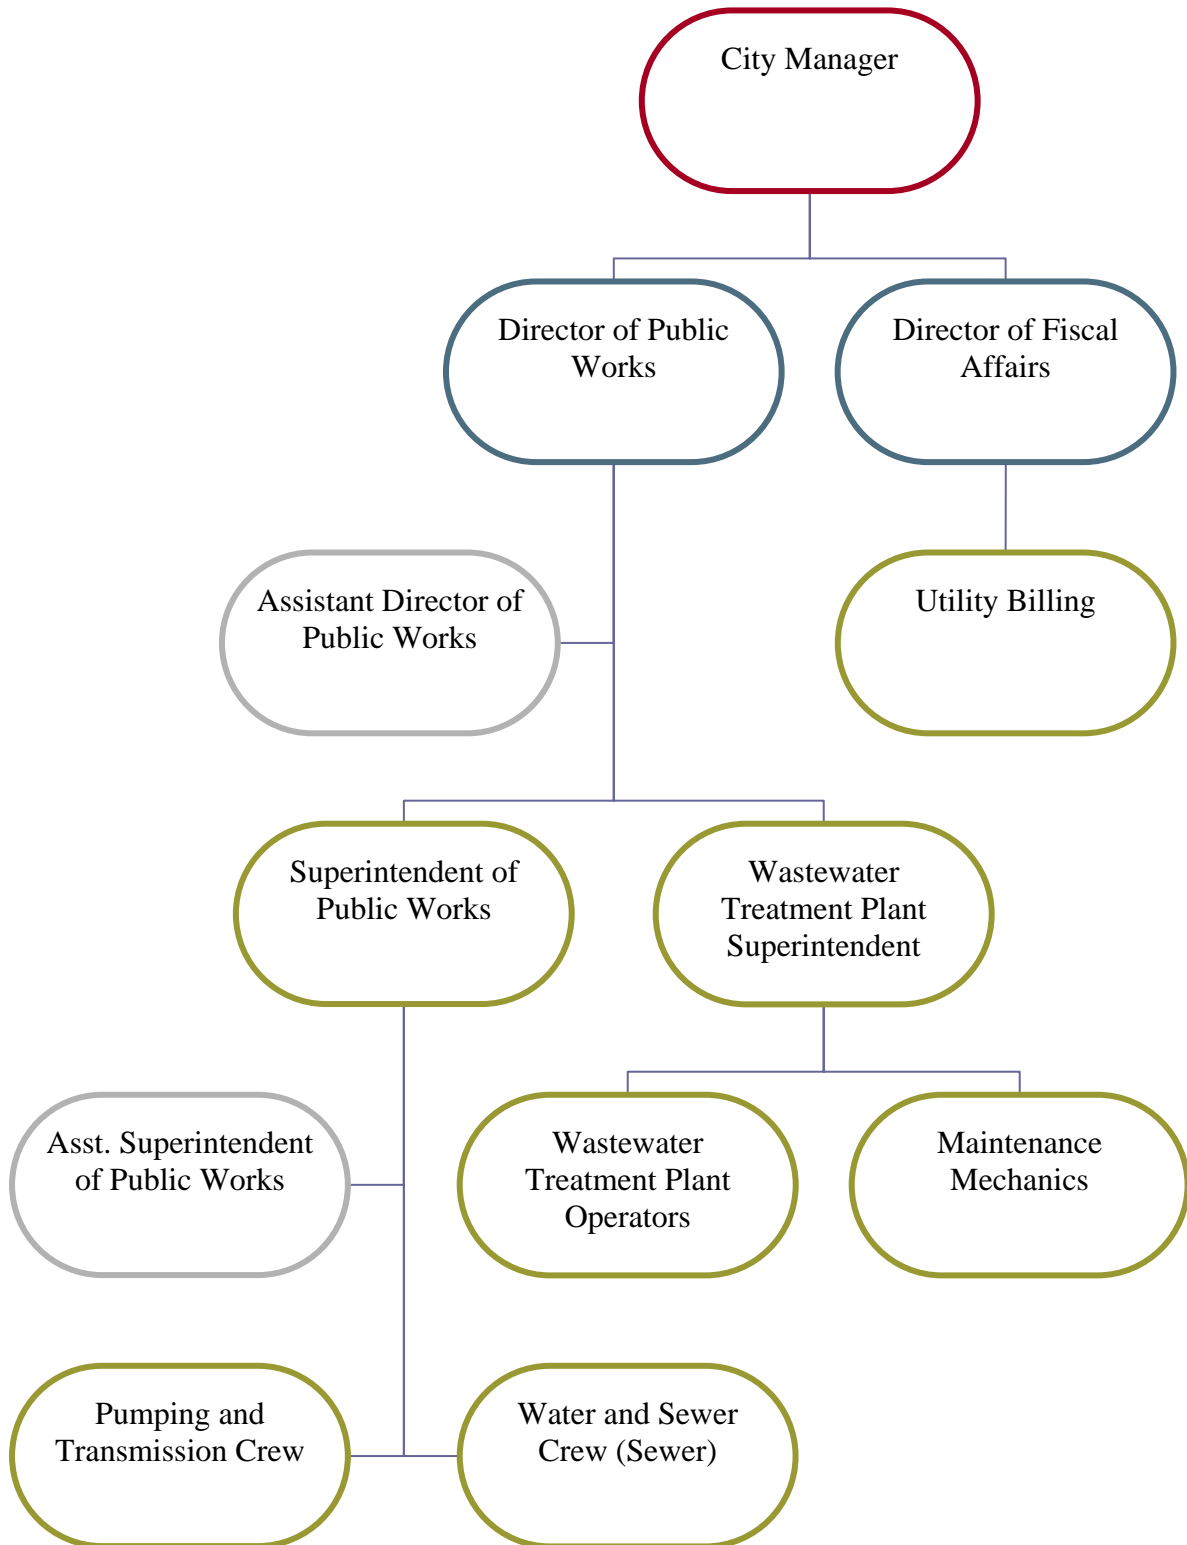 City Manager
Director of Public
Works
Director of Fiscal
Affairs
Assistant Director of
Public Works
Utility Billing
Superintendent of
Public Works
Wastewater
Treatment Plant
Superintendent
Asst. Superintendent
of Public Works
Wastewater
Treatment Plant
Operators
Maintenance
Mechanics
Pumping and
Transmission Crew
Water and Sewer
Crew (Sewer)